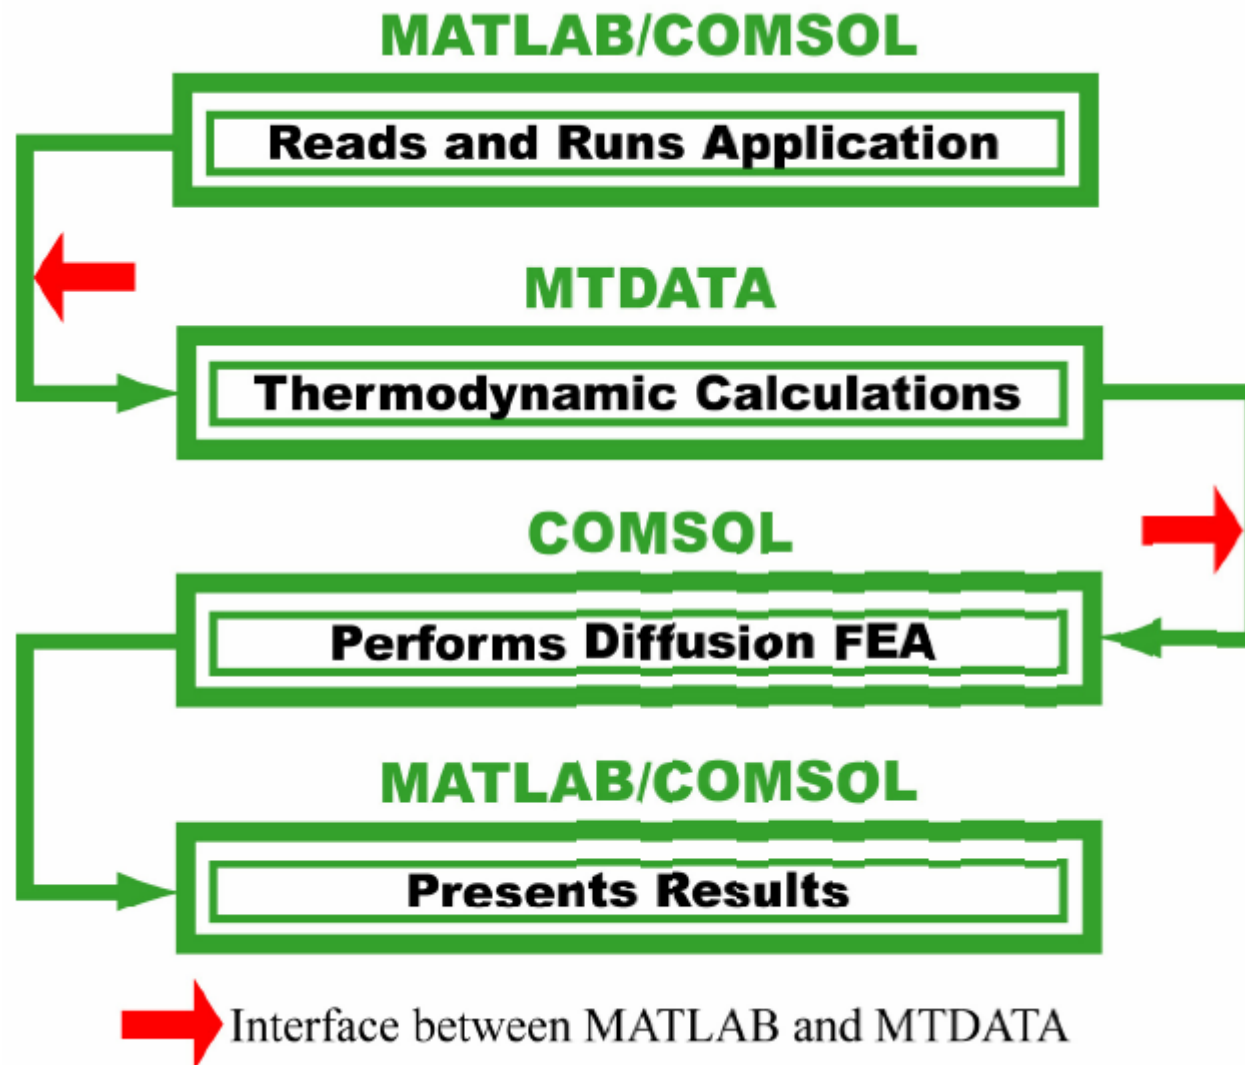 MATLAB/COMSOL
Reads and Runs Application
MTDATA
Thermodynamic Calculations
COMSOL
Performs Diffusion FEA
MATLAB/COMSOL
Presents Results
Interface between MATLAB and MTDATA